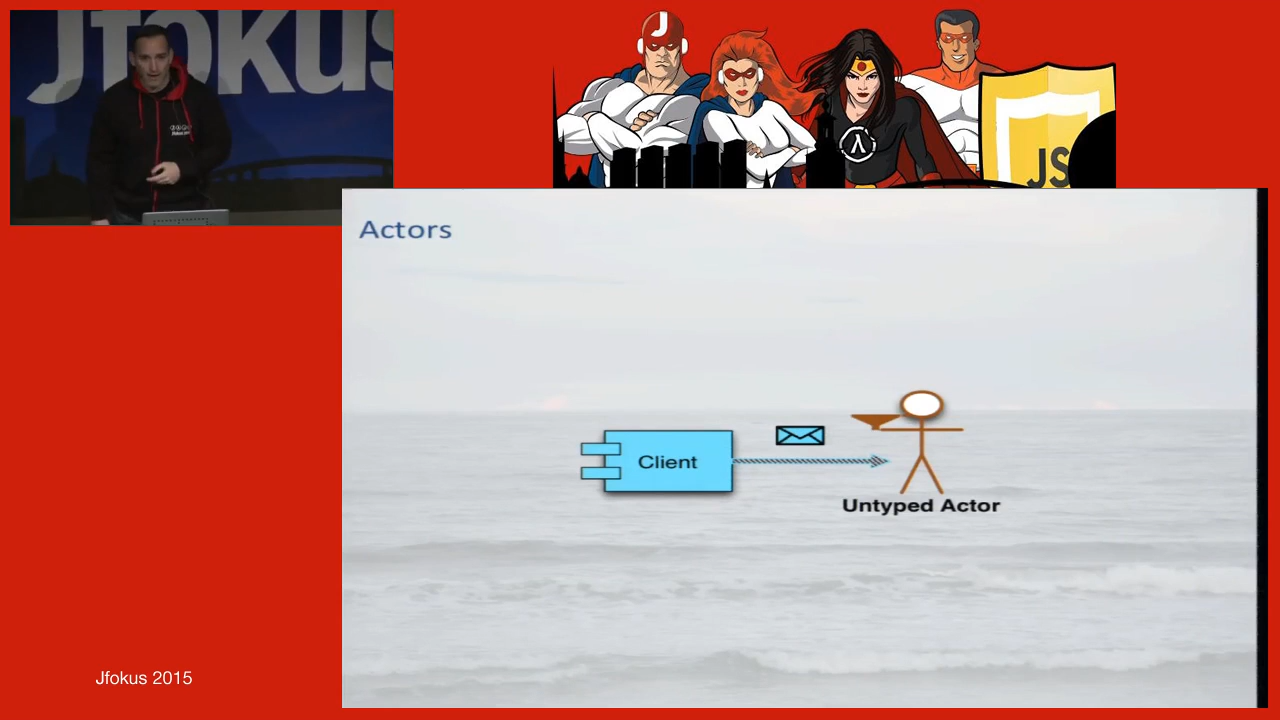 Jfokus
J
λ
JS
Actors
Client
Untyped Actor
Jfokus 2015